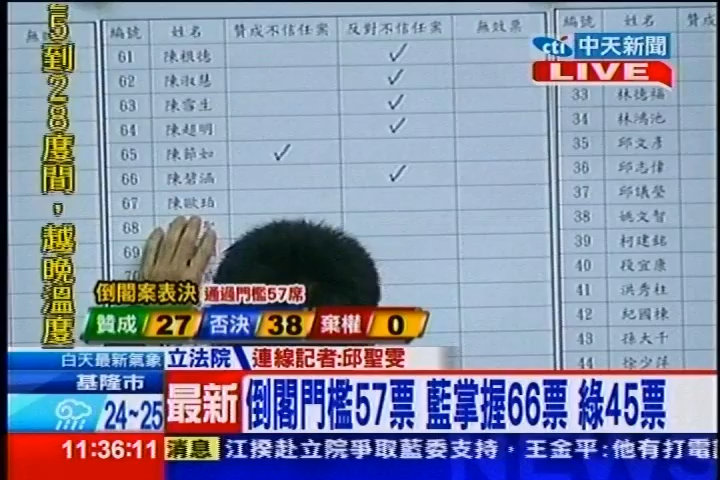 5到28度間，越晚溫度
編號 姓名 贊成不信任案 反對不信任案 無效票
61 陳根德 ✓
62 陳淑慧 ✓
63 陳雪生 ✓
64 陳超明 ✓
65 陳節如 ✓
66 陳碧涵 ✓
67 陳歐珀
68
69
編號 姓名 贊成
33 林德福
34 林鴻池
35 邱文彥
36 邱志偉
37 邱議瑩
38 姚文智
39 柯建銘
40 段宜康
41 洪秀柱
42 紀國棟
43 孫大千
44 徐少萍
cti 中天新聞
LIVE
倒閣案表決 通過門檻57席
贊成 27 否決 38 棄權 0
白天最新氣象 立法院 連線記者:邱聖雯
基隆市
24~25
最新 倒閣門檻57票 藍掌握66票 綠45票
11:36:11 消息 江揆赴立院爭取藍委支持，王金平:他有打電
NEWS